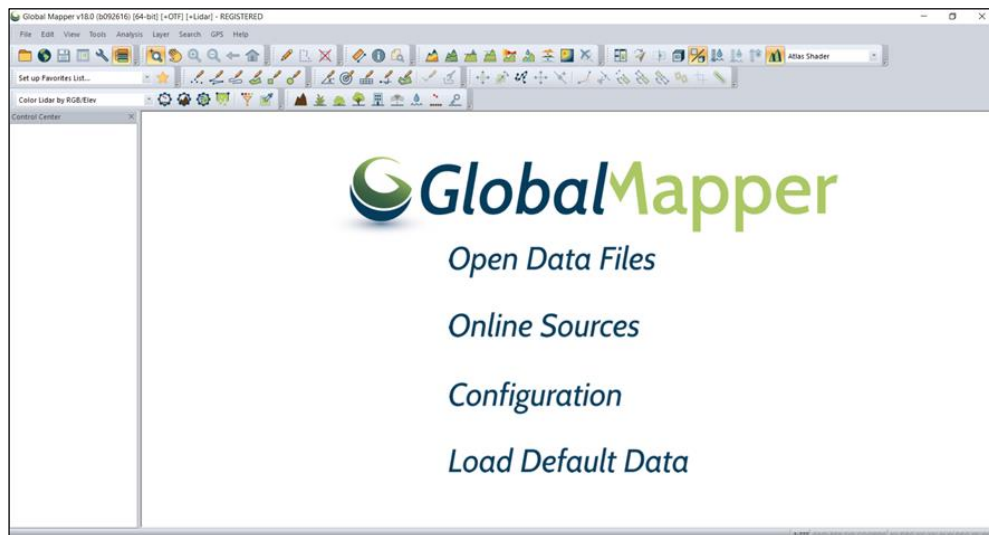 Global Mapper v18.0 (b092616) [64-bit] [+OTF] [+Lidar] - REGISTERED
File Edit View Tools Analysis Layer Search GPS Help
Atlas Shader
Set up Favorites List...
Color Lidar by RGB/Elev
Control Center
GlobalMapper
Open Data Files
Online Sources
Configuration
Load Default Data